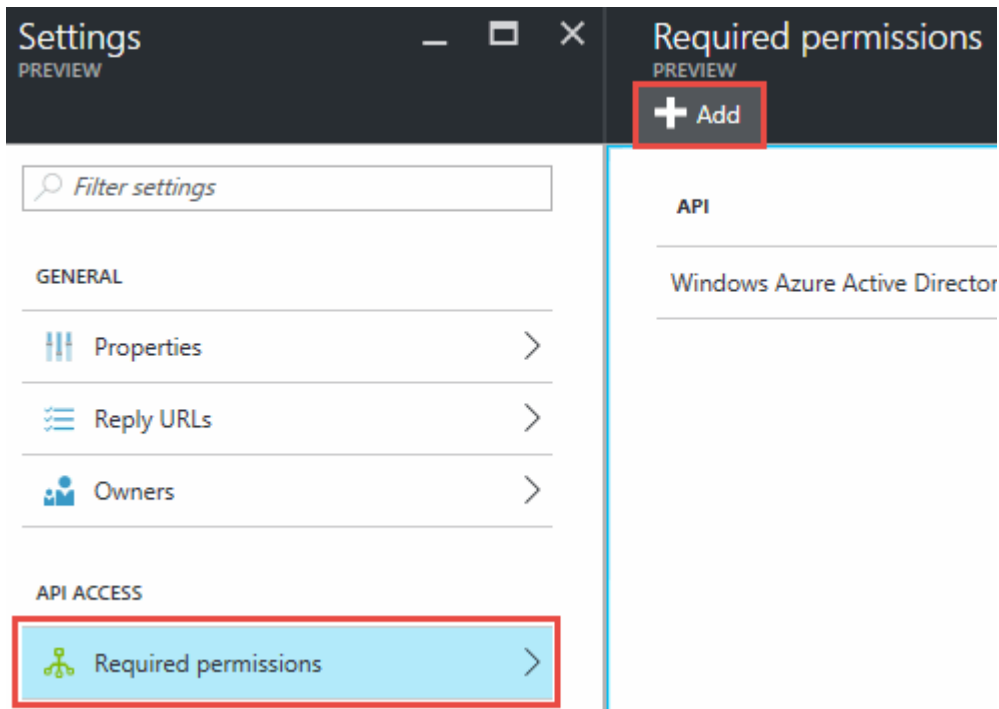 Settings
PREVIEW
Filter settings
GENERAL
Properties
Reply URLs
Owners
API ACCESS
Required permissions
Required permissions
PREVIEW
Add
API
Windows Azure Active Director